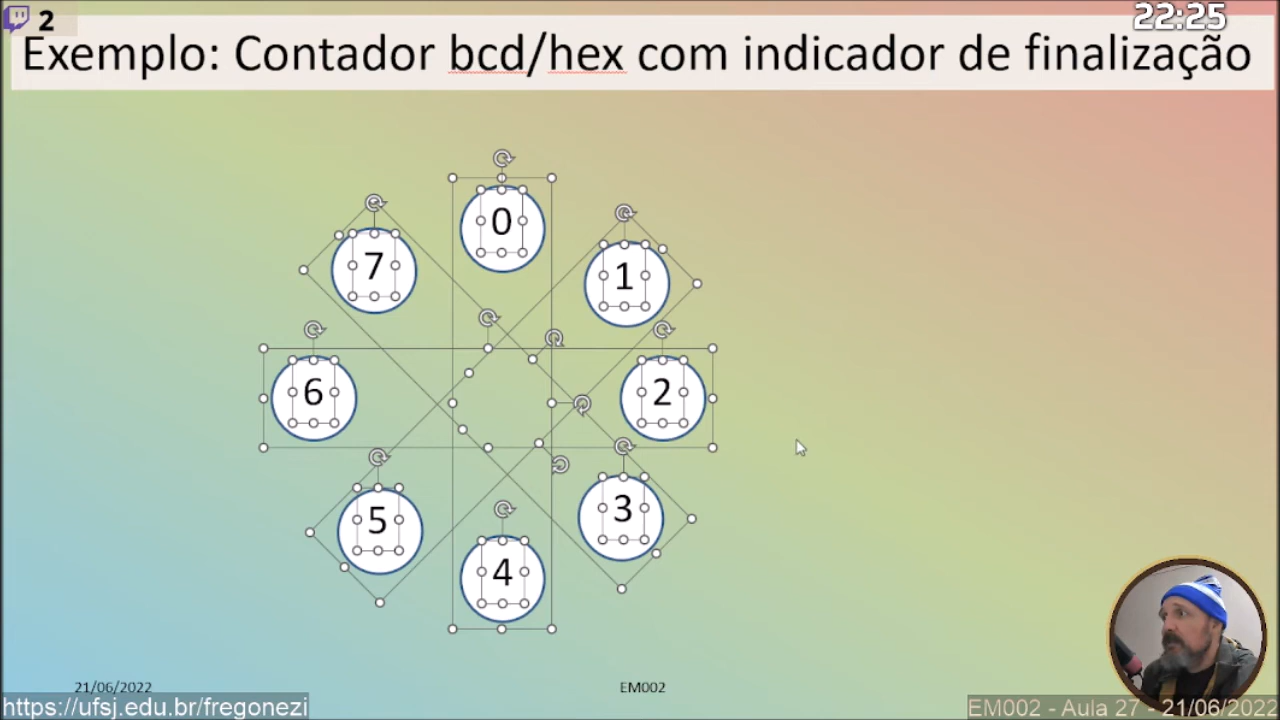 2
22:25
Exemplo: Contador bcd/hex com indicador de finalização
0
7
1
6
2
5
3
4
21/06/2022
EM002
https://ufsj.edu.br/fregonezi
EM002 - Aula 27 - 21/06/2022